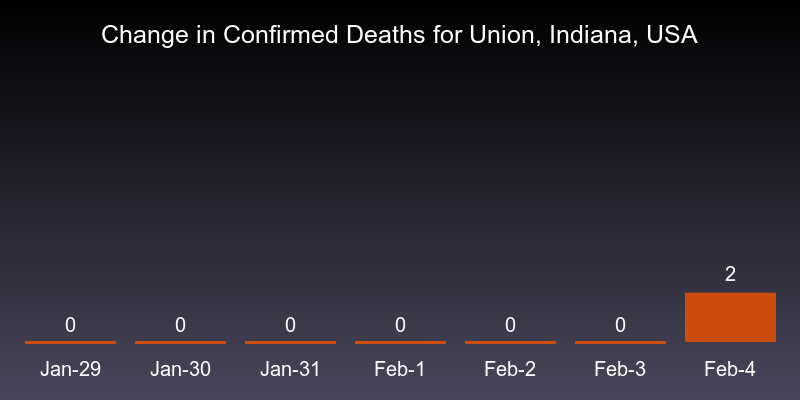 Change in Confirmed Deaths for Union, Indiana, USA
2
0 0 0 0 0 0
Jan-29 Jan-30 Jan-31 Feb-1 Feb-2 Feb-3 Feb-4